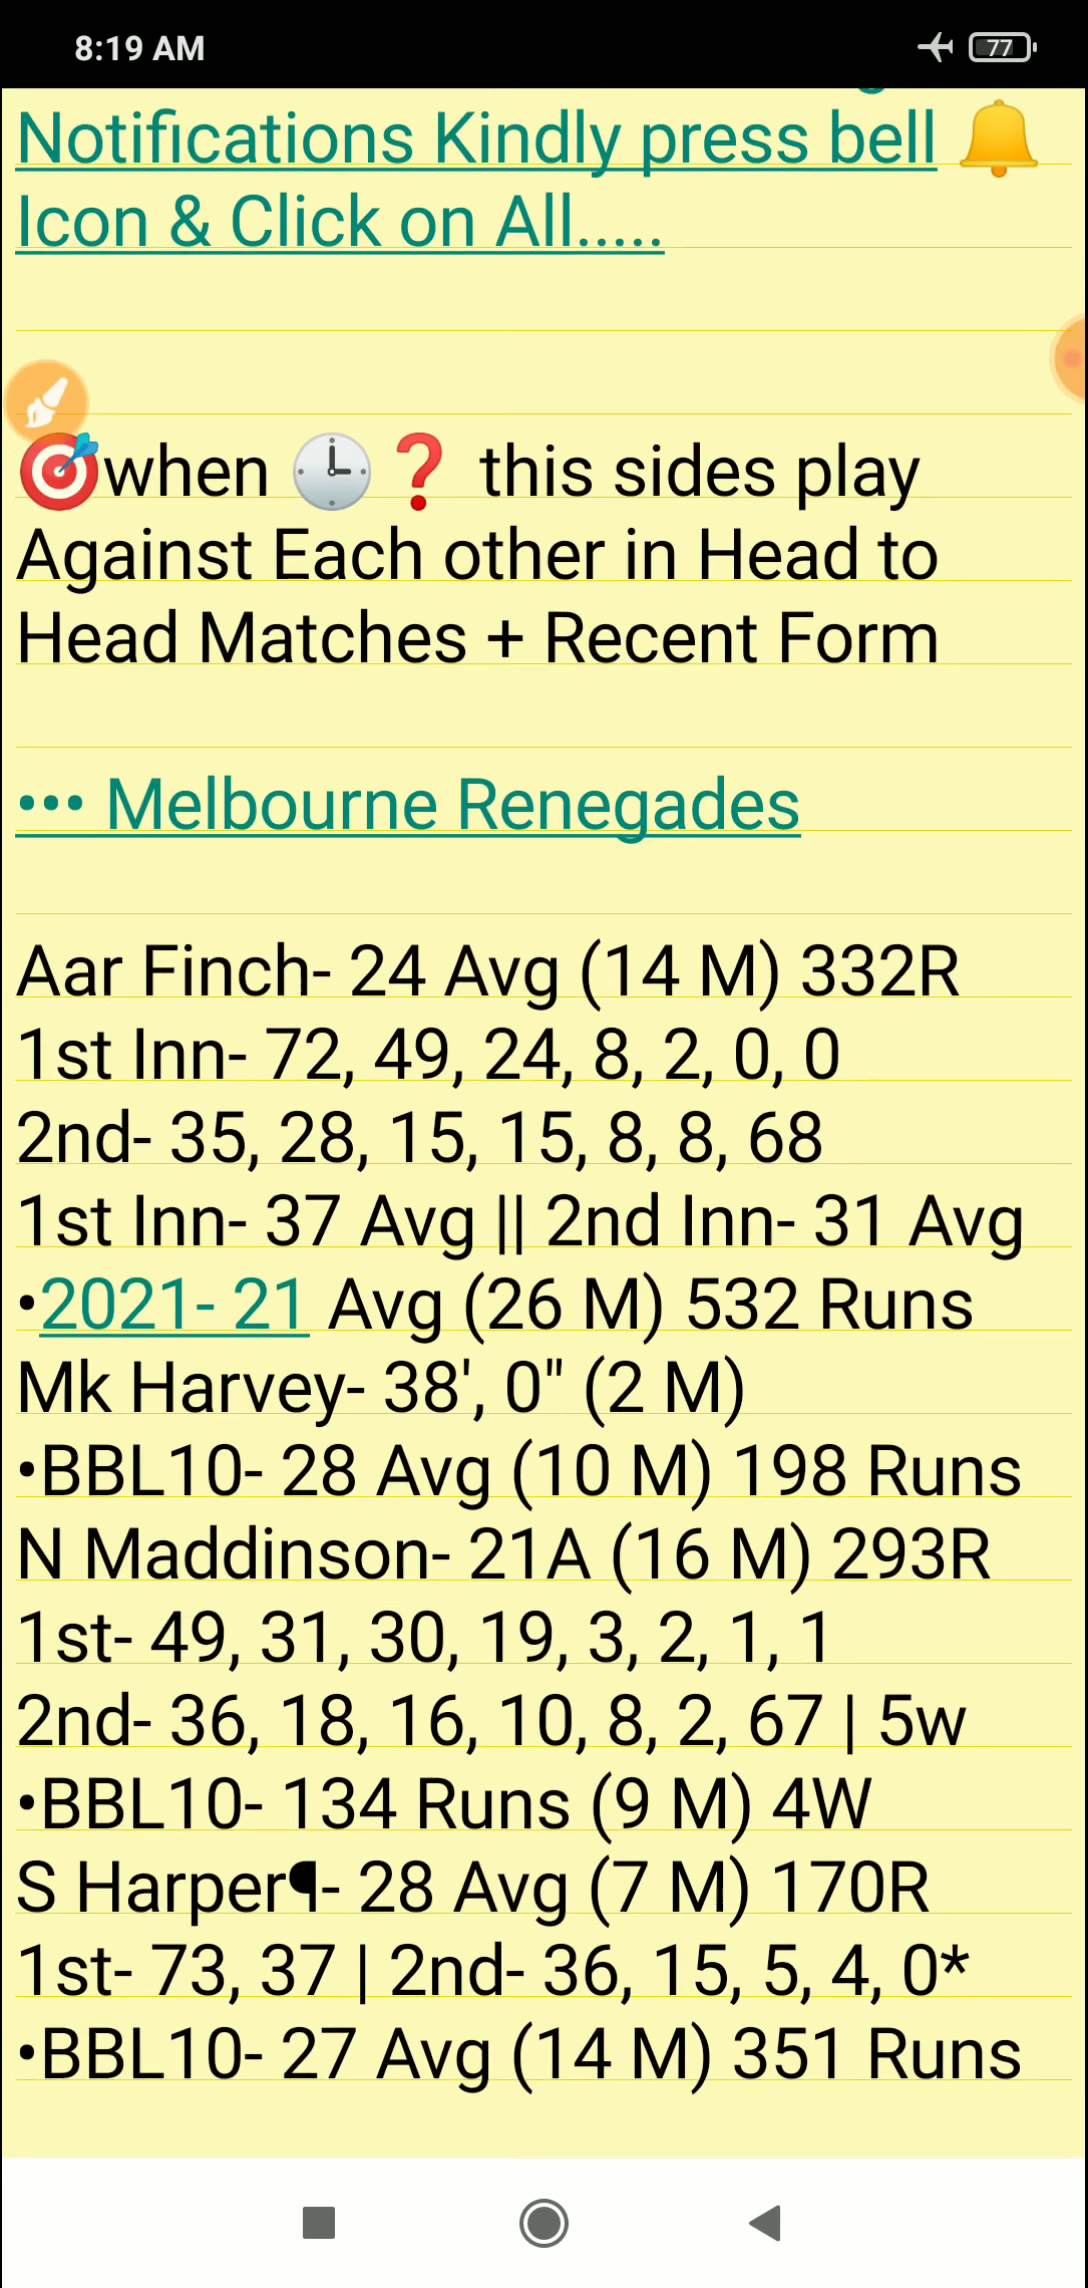 8:19 AM
77
Notifications Kindly press bell 🔔
Icon & Click on All.....
🎯when 🕒❓ this sides play
Against Each other in Head to
Head Matches + Recent Form
••• Melbourne Renegades
Aar Finch- 24 Avg (14 M) 332R
1st Inn- 72, 49, 24, 8, 2, 0, 0
2nd- 35, 28, 15, 15, 8, 8, 68
1st Inn- 37 Avg || 2nd Inn- 31 Avg
•2021- 21 Avg (26 M) 532 Runs
Mk Harvey- 38', 0" (2 M)
•BBL10- 28 Avg (10 M) 198 Runs
N Maddinson- 21A (16 M) 293R
1st- 49, 31, 30, 19, 3, 2, 1, 1
2nd- 36, 18, 16, 10, 8, 2, 67 | 5w
•BBL10- 134 Runs (9 M) 4W
S Harper¶- 28 Avg (7 M) 170R
1st- 73, 37 | 2nd- 36, 15, 5, 4, 0*
•BBL10- 27 Avg (14 M) 351 Runs